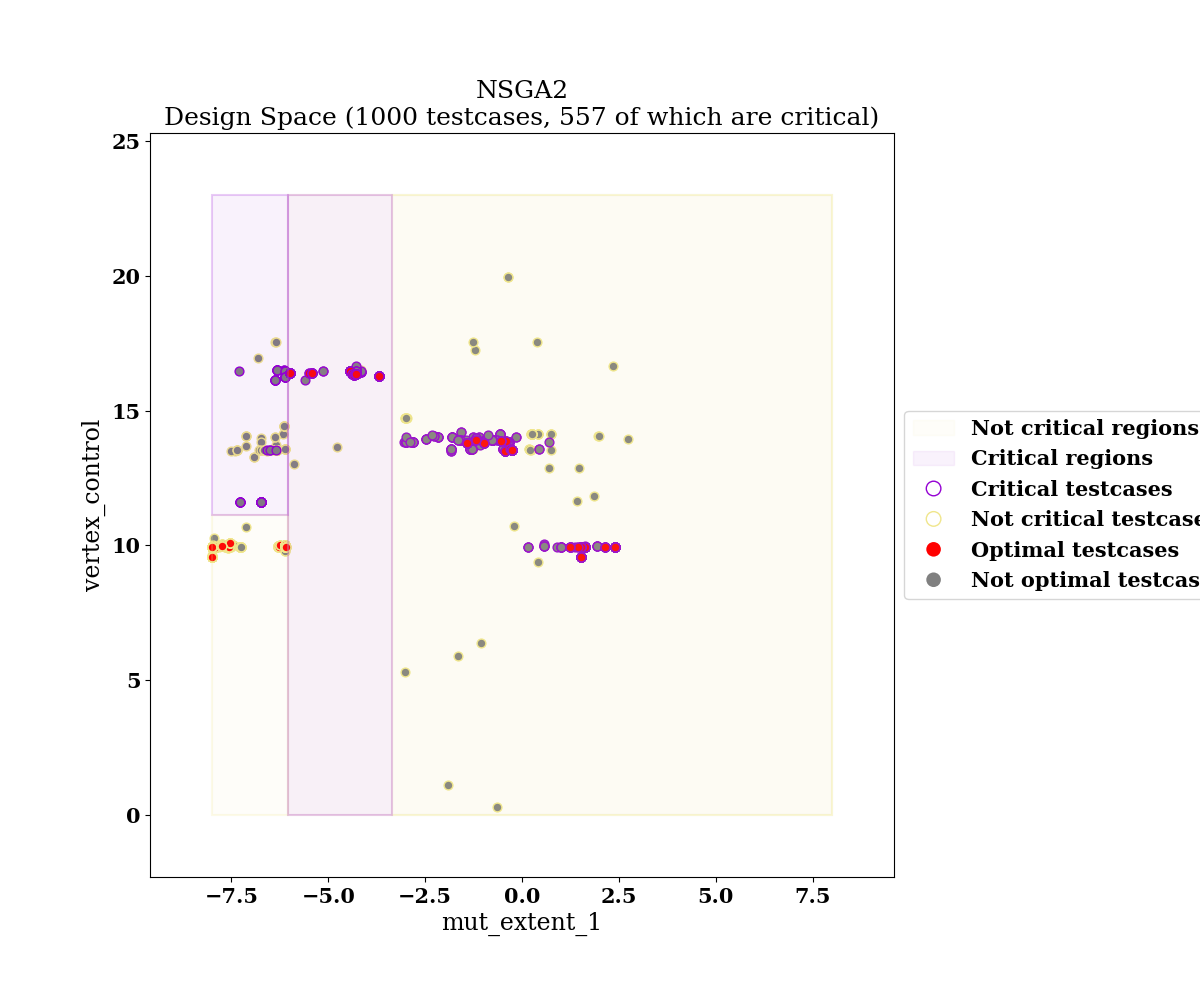 NSGA2
Design Space (1000 testcases, 557 of which are critical)
25
20
15
10
5
0
vertex_control
−7.5 −5.0 −2.5 0.0 2.5 5.0 7.5
mut_extent_1
Not critical regions
Critical regions
Critical testcases
Not critical testcase
Optimal testcases
Not optimal testcas